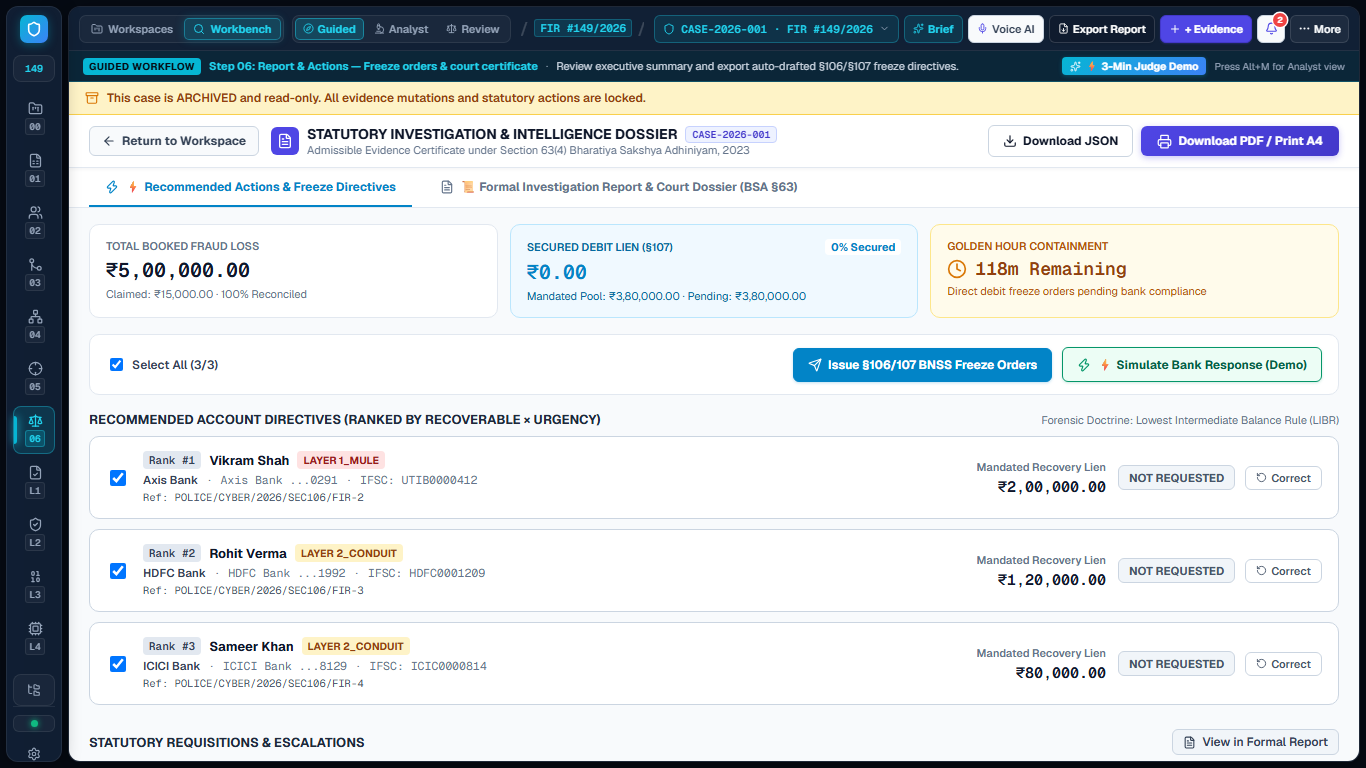 Workspaces Workbench Guided Analyst Review / FIR #149/2026 / CASE-2026-001 · FIR #149/2026 Brief Voice AI Export Report + Evidence 2 ··· More
149
GUIDED WORKFLOW Step 06: Report & Actions — Freeze orders & court certificate · Review executive summary and export auto-drafted §106/§107 freeze directives. 3-Min Judge Demo Press Alt+M for Analyst view
This case is ARCHIVED and read-only. All evidence mutations and statutory actions are locked.
00
01
02
03
04
05
06
L1
L2
01
10
L3
L4
Return to Workspace
STATUTORY INVESTIGATION & INTELLIGENCE DOSSIER CASE-2026-001
Admissible Evidence Certificate under Section 63(4) Bharatiya Sakshya Adhiniyam, 2023
Download JSON Download PDF / Print A4
Recommended Actions & Freeze Directives Formal Investigation Report & Court Dossier (BSA §63)
TOTAL BOOKED FRAUD LOSS
₹5,00,000.00
Claimed: ₹15,000.00 · 100% Reconciled
SECURED DEBIT LIEN (§107) 0% Secured
₹0.00
Mandated Pool: ₹3,80,000.00 · Pending: ₹3,80,000.00
GOLDEN HOUR CONTAINMENT
118m Remaining
Direct debit freeze orders pending bank compliance
Select All (3/3) Issue §106/107 BNSS Freeze Orders Simulate Bank Response (Demo)
RECOMMENDED ACCOUNT DIRECTIVES (RANKED BY RECOVERABLE × URGENCY) Forensic Doctrine: Lowest Intermediate Balance Rule (LIBR)
Rank #1 Vikram Shah LAYER 1_MULE
Axis Bank · Axis Bank ...0291 · IFSC: UTIB0000412
Ref: POLICE/CYBER/2026/SEC106/FIR-2
Mandated Recovery Lien
₹2,00,000.00
NOT REQUESTED Correct
Rank #2 Rohit Verma LAYER 2_CONDUIT
HDFC Bank · HDFC Bank ...1992 · IFSC: HDFC0001209
Ref: POLICE/CYBER/2026/SEC106/FIR-3
Mandated Recovery Lien
₹1,20,000.00
NOT REQUESTED Correct
Rank #3 Sameer Khan LAYER 2_CONDUIT
ICICI Bank · ICICI Bank ...8129 · IFSC: ICIC0000814
Ref: POLICE/CYBER/2026/SEC106/FIR-4
Mandated Recovery Lien
₹80,000.00
NOT REQUESTED Correct
STATUTORY REQUISITIONS & ESCALATIONS View in Formal Report